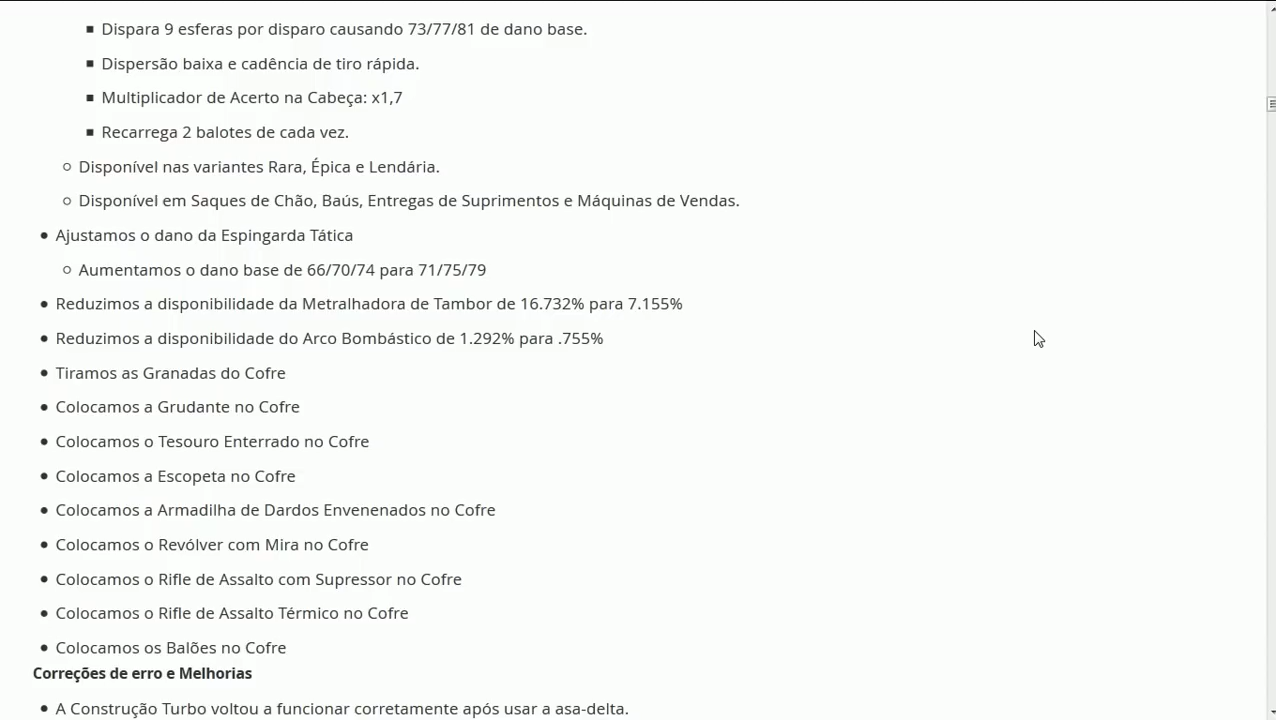 Dispara 9 esferas por disparo causando 73/77/81 de dano base.
Dispersão baixa e cadência de tiro rápida.
Multiplicador de Acerto na Cabeça: x1,7
Recarrega 2 balotes de cada vez.
Disponível nas variantes Rara, Épica e Lendária.
Disponível em Saques de Chão, Baús, Entregas de Suprimentos e Máquinas de Vendas.
Ajustamos o dano da Espingarda Tática
Aumentamos o dano base de 66/70/74 para 71/75/79
Reduzimos a disponibilidade da Metralhadora de Tambor de 16.732% para 7.155%
Reduzimos a disponibilidade do Arco Bombástico de 1.292% para .755%
Tiramos as Granadas do Cofre
Colocamos a Grudante no Cofre
Colocamos o Tesouro Enterrado no Cofre
Colocamos a Escopeta no Cofre
Colocamos a Armadilha de Dardos Envenenados no Cofre
Colocamos o Revólver com Mira no Cofre
Colocamos o Rifle de Assalto com Supressor no Cofre
Colocamos o Rifle de Assalto Térmico no Cofre
Colocamos os Balões no Cofre
Correções de erro e Melhorias
A Construção Turbo voltou a funcionar corretamente após usar a asa-delta.